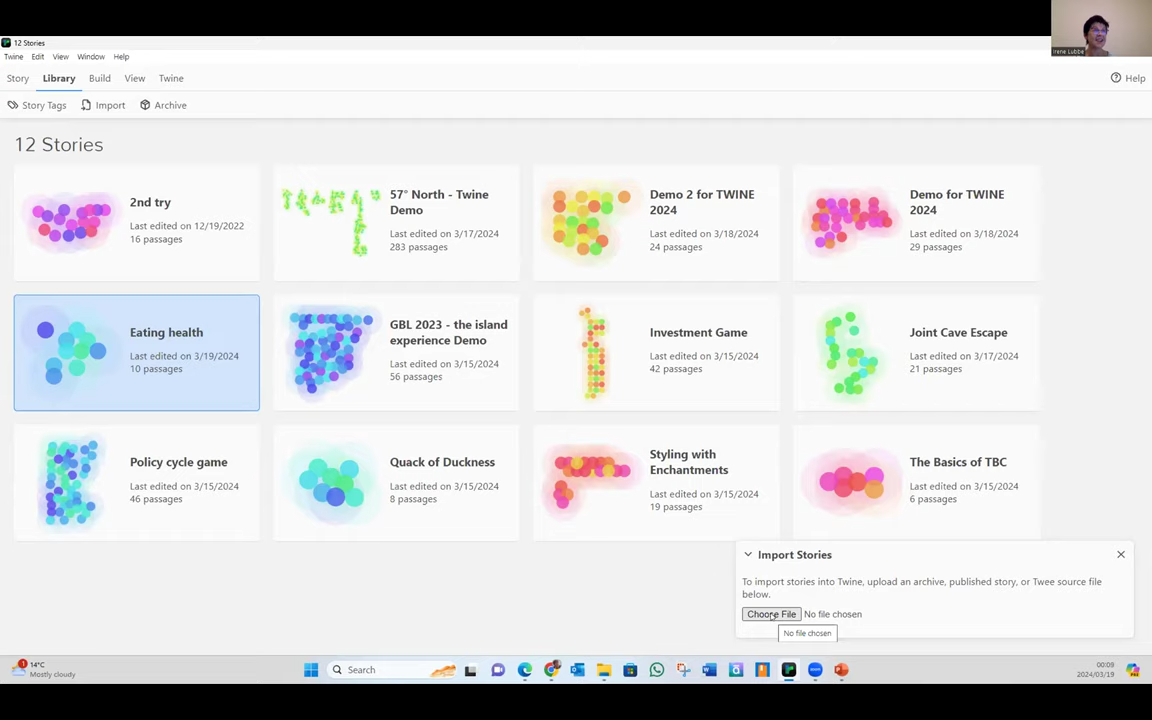 12 Stories
Twine Edit View Window Help
Irene Lubbe
Story Library Build View Twine
Help
Story Tags Import Archive
12 Stories
2nd try
Last edited on 12/19/2022
16 passages
57° North - Twine
Demo
Last edited on 3/17/2024
283 passages
Demo 2 for TWINE
2024
Last edited on 3/18/2024
24 passages
Demo for TWINE
2024
Last edited on 3/18/2024
29 passages
Eating health
Last edited on 3/19/2024
10 passages
GBL 2023 - the island
experience Demo
Last edited on 3/15/2024
56 passages
Investment Game
Last edited on 3/15/2024
42 passages
Joint Cave Escape
Last edited on 3/17/2024
21 passages
Policy cycle game
Last edited on 3/15/2024
46 passages
Quack of Duckness
Last edited on 3/15/2024
8 passages
Styling with
Enchantments
Last edited on 3/15/2024
19 passages
The Basics of TBC
Last edited on 3/15/2024
6 passages
Import Stories
To import stories into Twine, upload an archive, published story, or Twee source file
below.
Choose File No file chosen
No file chosen
1
14°C
Mostly cloudy
Search
00:09
2024/03/19